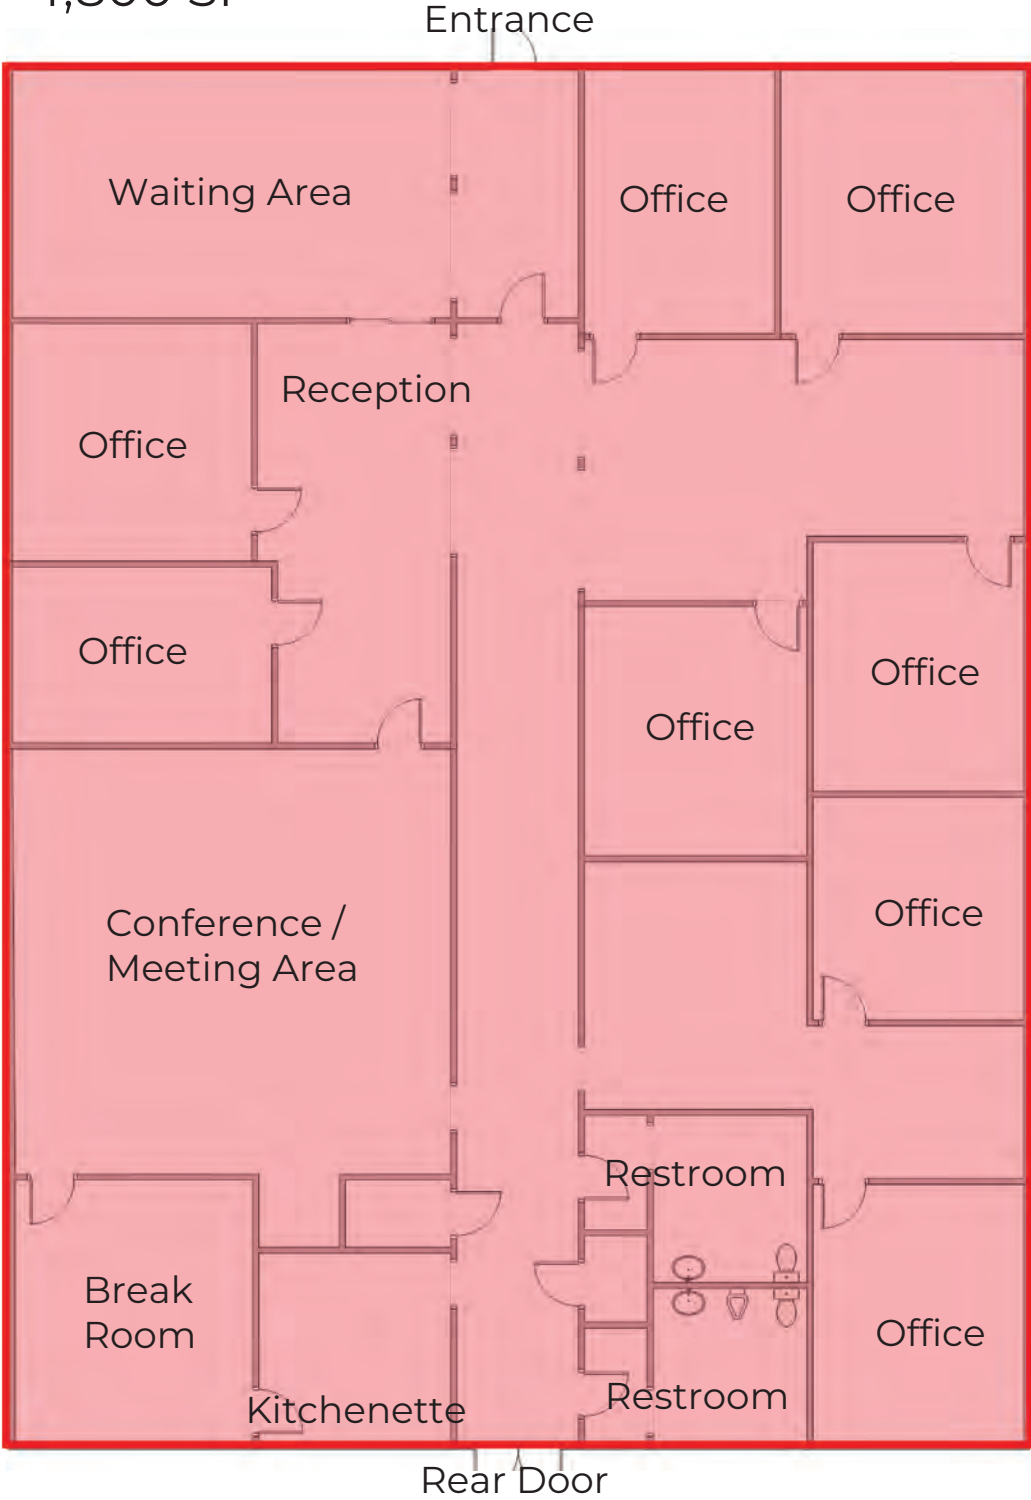 Entrance
Waiting Area
Office
Office
Reception
Office
Office
Office
Office
Office
Conference /
Meeting Area
Restroom
Break
Room
Office
Restroom
Kitchenette
Rear Door